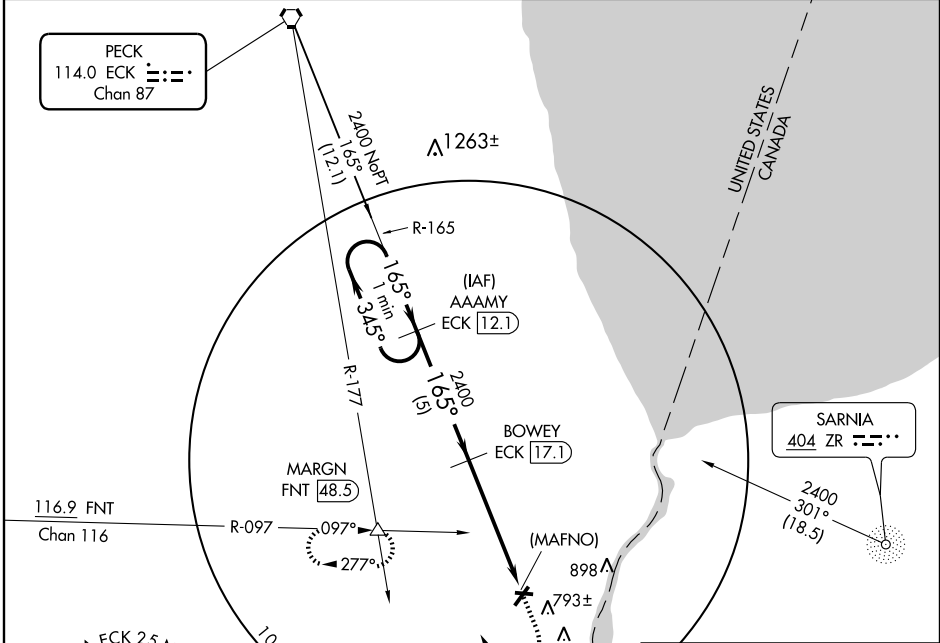 PECK
114.0 ECK
Chan 87
2400 NoPT
165°
(12.1)
1263±
UNITED STATES
CANADA
R-165
165°
1 min
345°
(IAF)
AAAMY
ECK 12.1
R-177
2400
165°
(5)
BOWEY
ECK 17.1
SARNIA
404 ZR
2400
301°
(18.5)
MARGN
FNT 48.5
116.9 FNT
Chan 116
R-097
097°
277°
(MAFNO)
898
793±
ECK 25
10